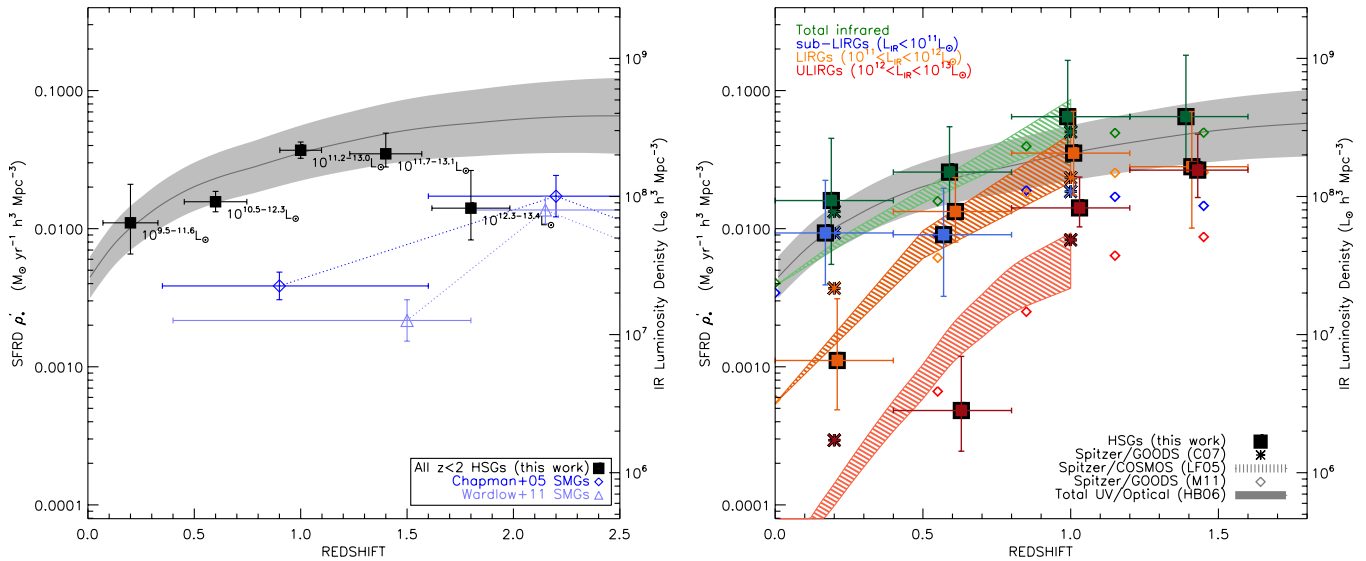 0.1000
0.0100
0.0010
0.0001
SFRD ρ̇ (M⊙ yr⁻¹ h³ Mpc⁻³)
10^9.5−11.6 L⊙
10^10.5−12.3 L⊙
10^11.2−13.0 L⊙
10^11.7−13.1 L⊙
10^12.3−13.4 L⊙
All z<2 HSGs (this work)
Chapman+05 SMGs
Wardlow+11 SMGs
0.0 0.5 1.0 1.5 2.0 2.5
REDSHIFT
10⁹
10⁸
10⁷
10⁶
IR Luminosity Denisty (L⊙ h³ Mpc⁻³)
0.1000
0.0100
0.0010
0.0001
SFRD ρ̇ (M⊙ yr⁻¹ h³ Mpc⁻³)
Total infrared
sub−LIRGs (L_IR<10¹¹L⊙)
LIRGs (10¹¹<L_IR<10¹²L⊙)
ULIRGs (10¹²<L_IR<10¹³L⊙)
HSGs (this work)
Spitzer/GOODS (C07)
Spitzer/COSMOS (LF05)
Spitzer/GOODS (M11)
Total UV/Optical (HB06)
0.0 0.5 1.0 1.5
REDSHIFT
10⁹
10⁸
10⁷
10⁶
IR Luminosity Denisty (L⊙ h³ Mpc⁻³)